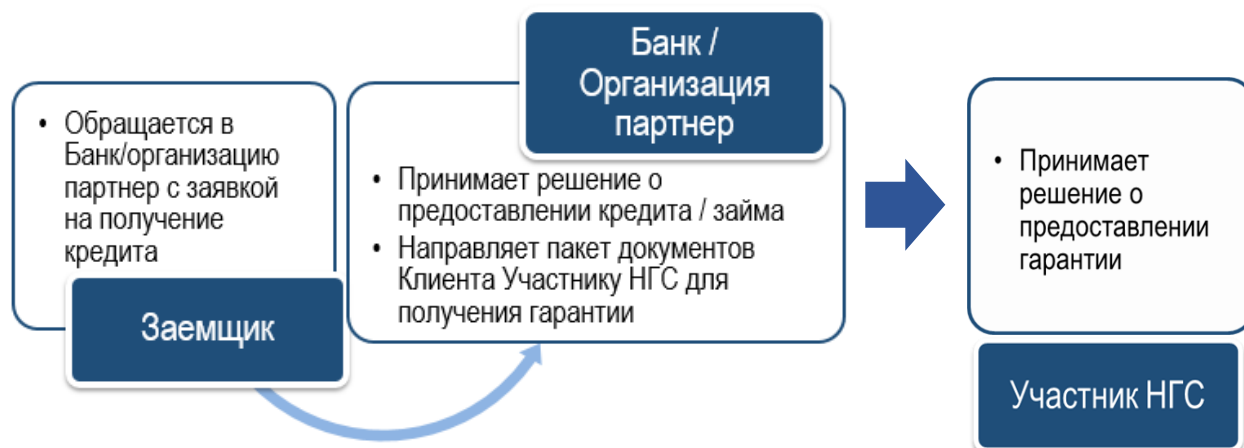 • Обращается в
Банк/организацию
партнер с заявкой
на получение
кредита
Заемщик
Банк /
Организация
партнер
• Принимает решение о
предоставлении кредита / займа
• Направляет пакет документов
Клиента Участнику НГС для
получения гарантии
• Принимает
решение о
предоставлении
гарантии
Участник НГС